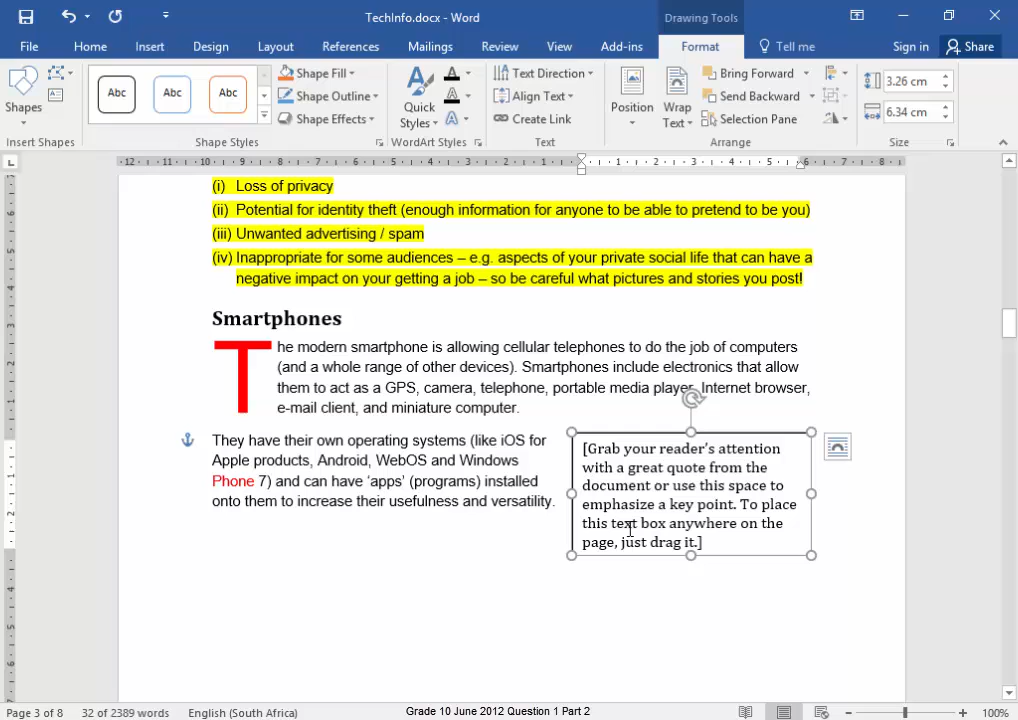 TechInfo.docx - Word
Drawing Tools
File Home Insert Design Layout References Mailings Review View Add-ins Format Tell me Sign in Share
Shapes
Insert Shapes
Abc Abc Abc
Shape Fill
Shape Outline
Shape Effects
Shape Styles
Quick Styles
WordArt Styles
Text Direction
Align Text
Create Link
Text
Position
Wrap Text
Bring Forward
Send Backward
Selection Pane
Arrange
3.26 cm
6.34 cm
Size
(i) Loss of privacy
(ii) Potential for identity theft (enough information for anyone to be able to pretend to be you)
(iii) Unwanted advertising / spam
(iv) Inappropriate for some audiences – e.g. aspects of your private social life that can have a
negative impact on your getting a job – so be careful what pictures and stories you post!
Smartphones
The modern smartphone is allowing cellular telephones to do the job of computers
(and a whole range of other devices). Smartphones include electronics that allow
them to act as a GPS, camera, telephone, portable media player, Internet browser,
e-mail client, and miniature computer.
They have their own operating systems (like iOS for
Apple products, Android, WebOS and Windows
Phone 7) and can have ‘apps’ (programs) installed
onto them to increase their usefulness and versatility.
[Grab your reader’s attention
with a great quote from the
document or use this space to
emphasize a key point. To place
this text box anywhere on the
page, just drag it.]
Page 3 of 8 32 of 2389 words English (South Africa) Grade 10 June 2012 Question 1 Part 2 100%